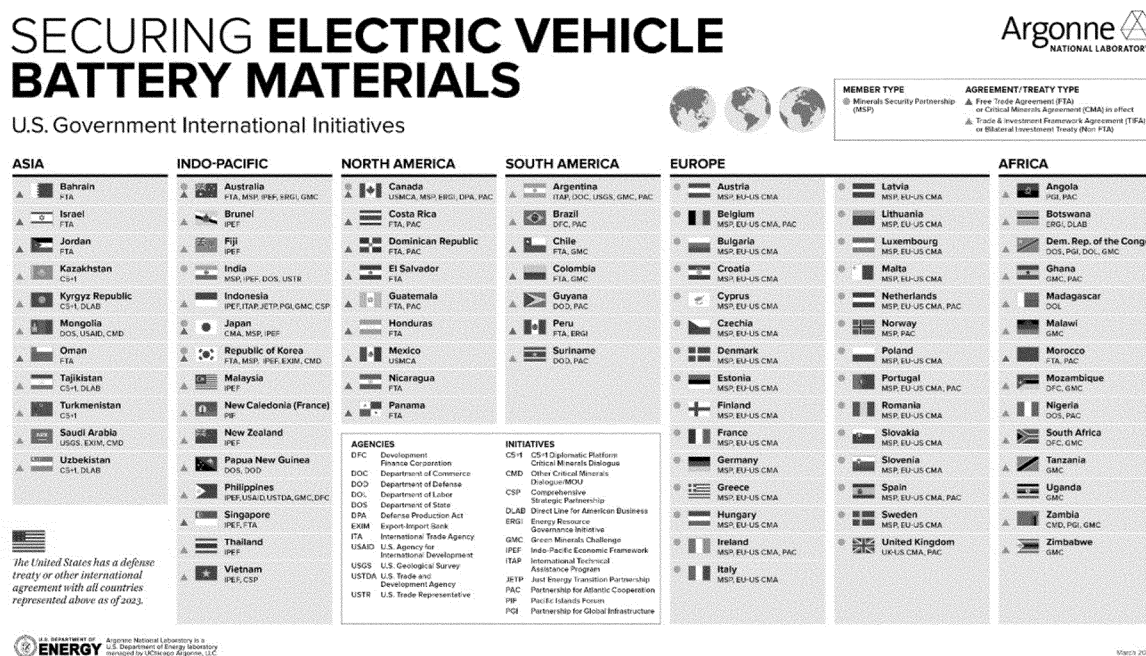 SECURING ELECTRIC VEHICLE
BATTERY MATERIALS
U.S. Government International Initiatives
Argonne
NATIONAL LABORATORY
MEMBER TYPE
Minerals Security Partnership
(MSP)
AGREEMENT/TREATY TYPE
Free Trade Agreement (FTA)
or Critical Minerals Agreement (CMA) in effect
Trade & Investment Framework Agreement (TIFA)
or Bilateral Investment Treaty (Non FTA)
ASIA
Bahrain
FTA
Israel
FTA
Jordan
FTA
Kazakhstan
C5+1
Kyrgyz Republic
C5+1, DLAB
Mongolia
DOS, USAID, CMD
Oman
FTA
Tajikistan
C5+1, DLAB
Turkmenistan
C5+1
Saudi Arabia
USGS, EXIM, CMD
Uzbekistan
C5+1, DLAB
The United States has a defense
treaty or other international
agreement with all countries
represented above as of 2023.
INDO-PACIFIC
Australia
FTA, MSP, IPEF, ERGI, GMC
Brunei
IPEF
Fiji
IPEF
India
MSP, IPEF, DOS, USTR
Indonesia
IPEF, ITAP, JETP, PGI, GMC, CSP
Japan
CMA, MSP, IPEF
Republic of Korea
FTA, MSP, IPEF, EXIM, CMD
Malaysia
IPEF
New Caledonia (France)
PIF
New Zealand
IPEF
Papua New Guinea
DOS, DOD
Philippines
IPEF, USAID, USTDA, GMC, DFC
Singapore
IPEF, FTA
Thailand
IPEF
Vietnam
IPEF, CSP
NORTH AMERICA
Canada
USMCA, MSP, ERGI, DPA, PAC
Costa Rica
FTA, PAC
Dominican Republic
FTA, PAC
El Salvador
FTA
Guatemala
FTA, PAC
Honduras
FTA
Mexico
USMCA
Nicaragua
FTA
Panama
FTA
SOUTH AMERICA
Argentina
ITAP, DOC, USGS, GMC, PAC
Brazil
DFC, PAC
Chile
FTA, GMC
Colombia
FTA, GMC
Guyana
DOD, PAC
Peru
FTA, ERGI
Suriname
DOD, PAC
AGENCIES
DFC Development
Finance Corporation
DOC Department of Commerce
DOD Department of Defense
DOL Department of Labor
DOS Department of State
DPA Defense Production Act
EXIM Export-Import Bank
ITA International Trade Agency
USAID U.S. Agency for
International Development
USGS U.S. Geological Survey
USTDA U.S. Trade and
Development Agency
USTR U.S. Trade Representative
INITIATIVES
C5+1 C5+1 Diplomatic Platform
Critical Minerals Dialogue
CMD Other Critical Minerals
Dialogue/MOU
CSP Comprehensive
Strategic Partnership
DLAB Direct Line for American Business
ERGI Energy Resource
Governance Initiative
GMC Green Minerals Challenge
IPEF Indo-Pacific Economic Framework
ITAP International Technical
Assistance Program
JETP Just Energy Transition Partnership
PAC Partnership for Atlantic Cooperation
PIF Pacific Islands Forum
PGI Partnership for Global Infrastructure
EUROPE
Austria
MSP, EU-US CMA
Belgium
MSP, EU-US CMA, PAC
Bulgaria
MSP, EU-US CMA
Croatia
MSP, EU-US CMA
Cyprus
MSP, EU-US CMA
Czechia
MSP, EU-US CMA
Denmark
MSP, EU-US CMA
Estonia
MSP, EU-US CMA
Finland
MSP, EU-US CMA
France
MSP, EU-US CMA
Germany
MSP, EU-US CMA
Greece
MSP, EU-US CMA
Hungary
MSP, EU-US CMA
Ireland
MSP, EU-US CMA, PAC
Italy
MSP, EU-US CMA
Latvia
MSP, EU-US CMA
Lithuania
MSP, EU-US CMA
Luxembourg
MSP, EU-US CMA
Malta
MSP, EU-US CMA
Netherlands
MSP, EU-US CMA, PAC
Norway
MSP, PAC
Poland
MSP, EU-US CMA
Portugal
MSP, EU-US CMA, PAC
Romania
MSP, EU-US CMA
Slovakia
MSP, EU-US CMA
Slovenia
MSP, EU-US CMA
Spain
MSP, EU-US CMA, PAC
Sweden
MSP, EU-US CMA
United Kingdom
UK-US CMA, PAC
AFRICA
Angola
PGI, PAC
Botswana
ERGI, DLAB
Dem. Rep. of the Cong
DOS, PGI, DOL, GMC
Ghana
GMC, PAC
Madagascar
DOL
Malawi
GMC
Morocco
FTA, PAC
Mozambique
DFC, GMC
Nigeria
DOS, PAC
South Africa
DFC, GMC
Tanzania
GMC
Uganda
GMC
Zambia
CMD, PGI, GMC
Zimbabwe
GMC
U.S. DEPARTMENT OF
ENERGY
Argonne National Laboratory is a
U.S. Department of Energy laboratory
managed by UChicago Argonne, LLC.
March 20